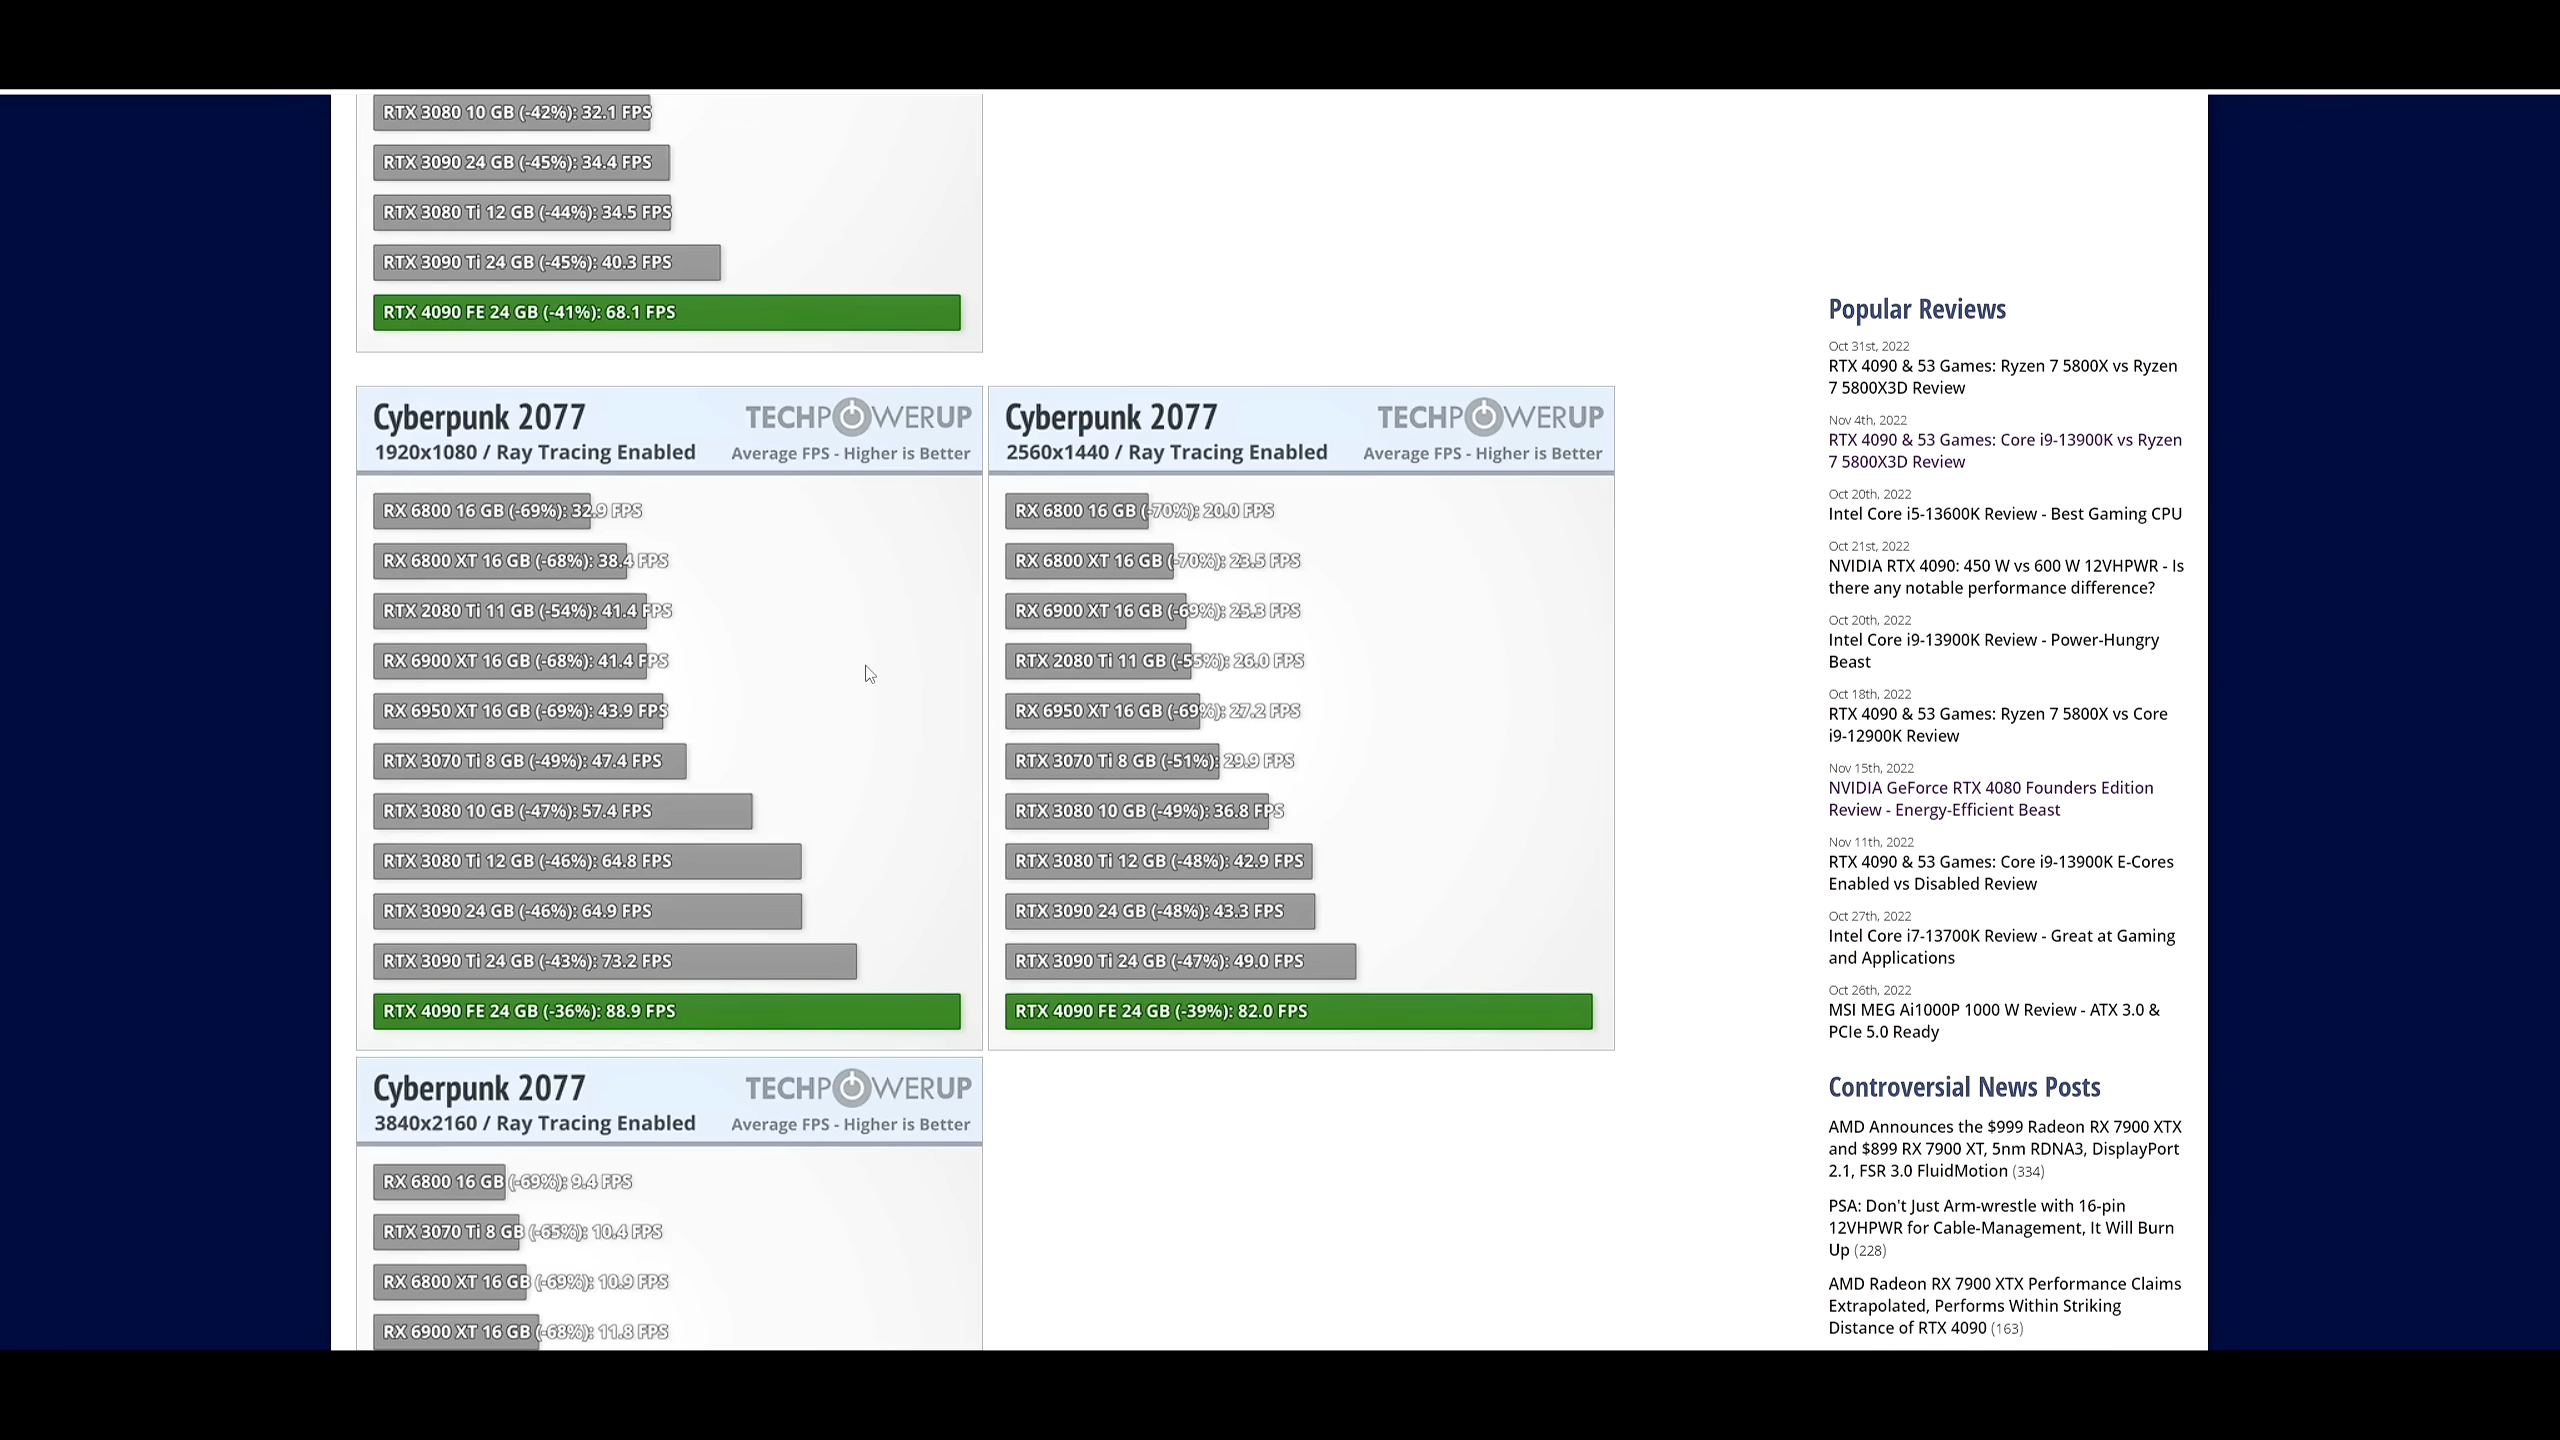 RTX 3080 10 GB (-42%): 32.1 FPS
RTX 3090 24 GB (-45%): 34.4 FPS
RTX 3080 Ti 12 GB (-44%): 34.5 FPS
RTX 3090 Ti 24 GB (-45%): 40.3 FPS
RTX 4090 FE 24 GB (-41%): 68.1 FPS
Cyberpunk 2077
TECHPOWERUP
1920x1080 / Ray Tracing Enabled
Average FPS - Higher is Better
RX 6800 16 GB (-69%): 32.9 FPS
RX 6800 XT 16 GB (-68%): 38.4 FPS
RTX 2080 Ti 11 GB (-54%): 41.4 FPS
RX 6900 XT 16 GB (-68%): 41.4 FPS
RX 6950 XT 16 GB (-69%): 43.9 FPS
RTX 3070 Ti 8 GB (-49%): 47.4 FPS
RTX 3080 10 GB (-47%): 57.4 FPS
RTX 3080 Ti 12 GB (-46%): 64.8 FPS
RTX 3090 24 GB (-46%): 64.9 FPS
RTX 3090 Ti 24 GB (-43%): 73.2 FPS
RTX 4090 FE 24 GB (-36%): 88.9 FPS
Cyberpunk 2077
TECHPOWERUP
2560x1440 / Ray Tracing Enabled
Average FPS - Higher is Better
RX 6800 16 GB (-70%): 20.0 FPS
RX 6800 XT 16 GB (-70%): 23.5 FPS
RX 6900 XT 16 GB (-69%): 25.3 FPS
RTX 2080 Ti 11 GB (-55%): 26.0 FPS
RX 6950 XT 16 GB (-69%): 27.2 FPS
RTX 3070 Ti 8 GB (-51%): 29.9 FPS
RTX 3080 10 GB (-49%): 36.8 FPS
RTX 3080 Ti 12 GB (-48%): 42.9 FPS
RTX 3090 24 GB (-48%): 43.3 FPS
RTX 3090 Ti 24 GB (-47%): 49.0 FPS
RTX 4090 FE 24 GB (-39%): 82.0 FPS
Cyberpunk 2077
TECHPOWERUP
3840x2160 / Ray Tracing Enabled
Average FPS - Higher is Better
RX 6800 16 GB (-69%): 9.4 FPS
RTX 3070 Ti 8 GB (-65%): 10.4 FPS
RX 6800 XT 16 GB (-69%): 10.9 FPS
RX 6900 XT 16 GB (-68%): 11.8 FPS
Popular Reviews
Oct 31st, 2022
RTX 4090 & 53 Games: Ryzen 7 5800X vs Ryzen
7 5800X3D Review
Nov 4th, 2022
RTX 4090 & 53 Games: Core i9-13900K vs Ryzen
7 5800X3D Review
Oct 20th, 2022
Intel Core i5-13600K Review - Best Gaming CPU
Oct 21st, 2022
NVIDIA RTX 4090: 450 W vs 600 W 12VHPWR - Is
there any notable performance difference?
Oct 20th, 2022
Intel Core i9-13900K Review - Power-Hungry
Beast
Oct 18th, 2022
RTX 4090 & 53 Games: Ryzen 7 5800X vs Core
i9-12900K Review
Nov 15th, 2022
NVIDIA GeForce RTX 4080 Founders Edition
Review - Energy-Efficient Beast
Nov 11th, 2022
RTX 4090 & 53 Games: Core i9-13900K E-Cores
Enabled vs Disabled Review
Oct 27th, 2022
Intel Core i7-13700K Review - Great at Gaming
and Applications
Oct 26th, 2022
MSI MEG Ai1000P 1000 W Review - ATX 3.0 &
PCIe 5.0 Ready
Controversial News Posts
AMD Announces the $999 Radeon RX 7900 XTX
and $899 RX 7900 XT, 5nm RDNA3, DisplayPort
2.1, FSR 3.0 FluidMotion (334)
PSA: Don't Just Arm-wrestle with 16-pin
12VHPWR for Cable-Management, It Will Burn
Up (228)
AMD Radeon RX 7900 XTX Performance Claims
Extrapolated, Performs Within Striking
Distance of RTX 4090 (163)